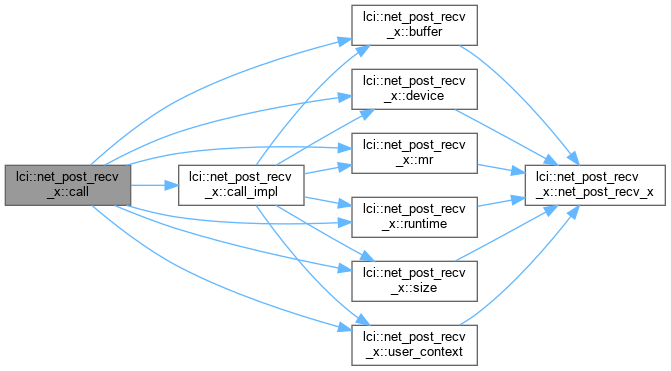 lci::net_post_recv
_x::call
lci::net_post_recv
_x::call_impl
lci::net_post_recv
_x::buffer
lci::net_post_recv
_x::device
lci::net_post_recv
_x::mr
lci::net_post_recv
_x::runtime
lci::net_post_recv
_x::size
lci::net_post_recv
_x::user_context
lci::net_post_recv
_x::net_post_recv_x